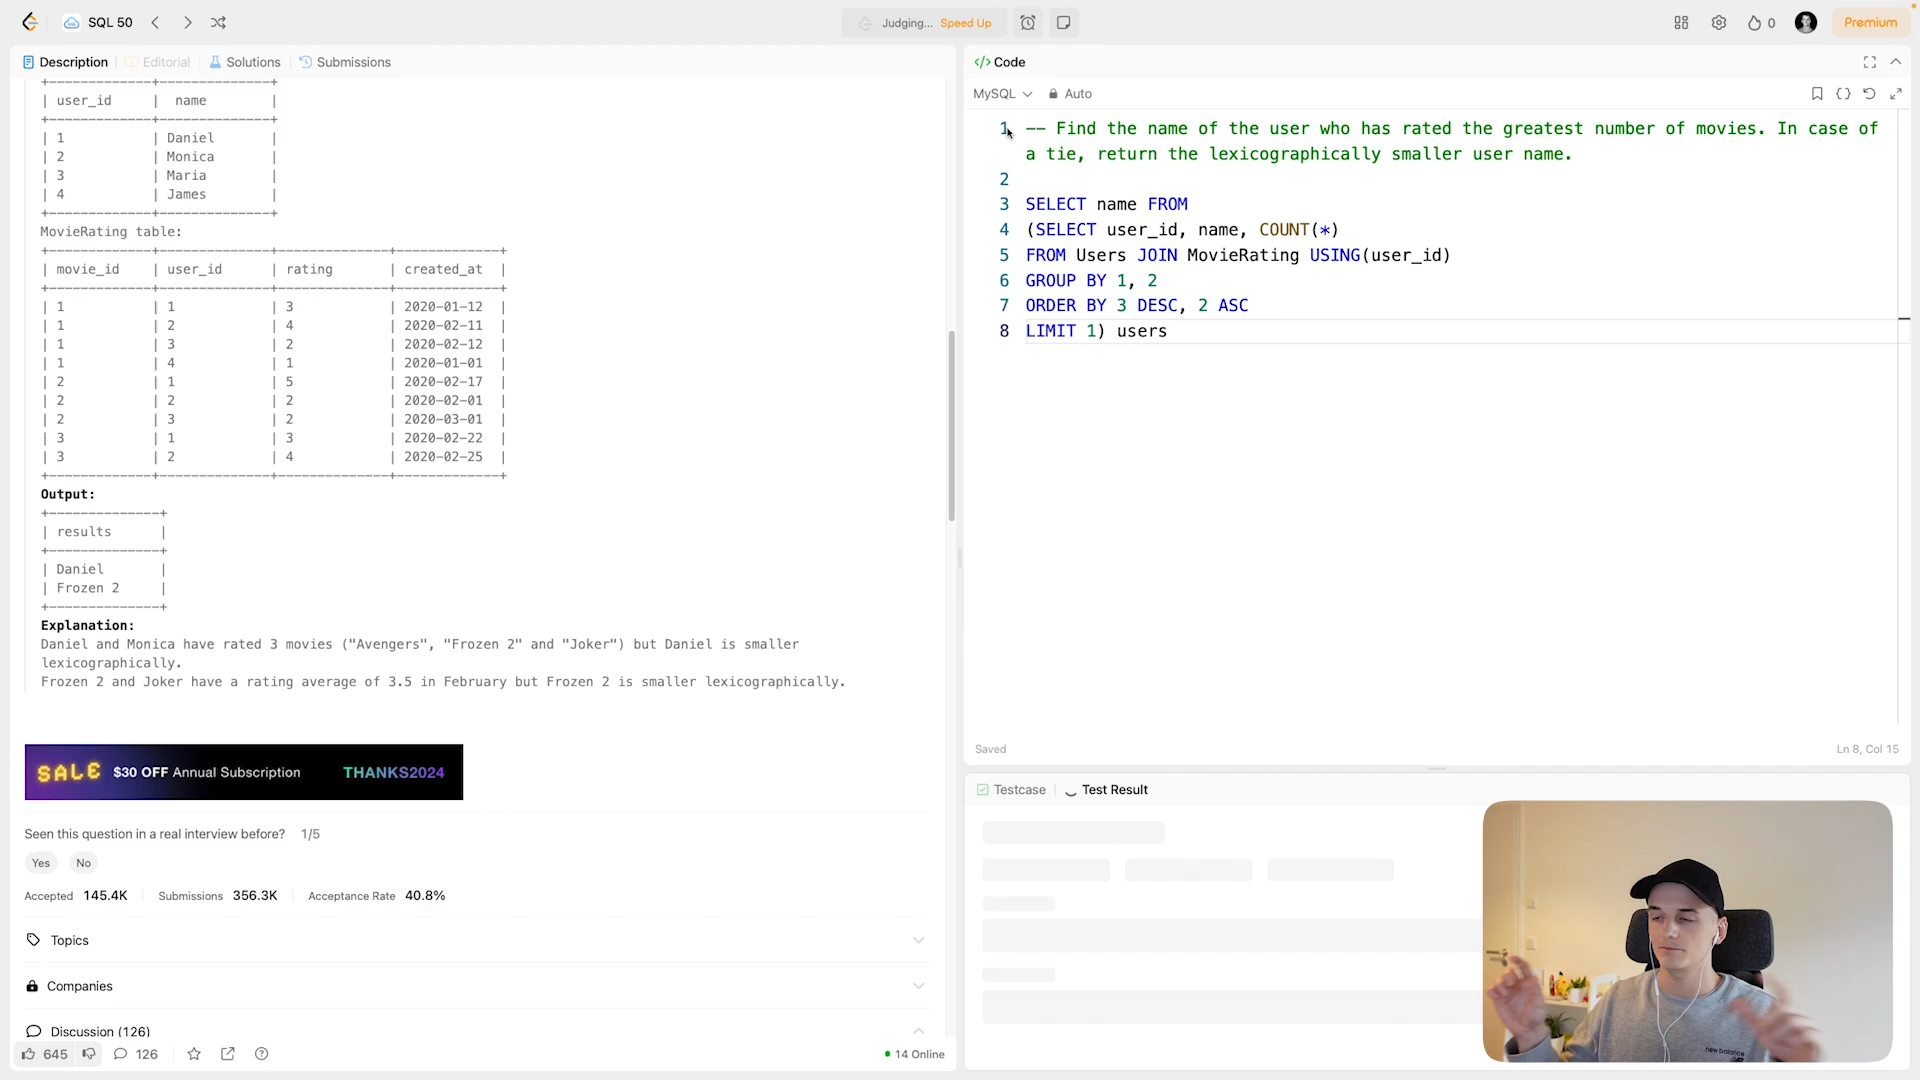 SQL 50
Judging... Speed Up
0
Premium
Description
Editorial
Solutions
Submissions
+--------------+---------------+
| user_id | name |
+--------------+---------------+
| 1 | Daniel |
| 2 | Monica |
| 3 | Maria |
| 4 | James |
+--------------+---------------+
MovieRating table:
+--------------+--------------+---------------+--------------+
| movie_id | user_id | rating | created_at |
+--------------+--------------+---------------+--------------+
| 1 | 1 | 3 | 2020-01-12 |
| 1 | 2 | 4 | 2020-02-11 |
| 1 | 3 | 2 | 2020-02-12 |
| 1 | 4 | 1 | 2020-01-01 |
| 2 | 1 | 5 | 2020-02-17 |
| 2 | 2 | 2 | 2020-02-01 |
| 2 | 3 | 2 | 2020-03-01 |
| 3 | 1 | 3 | 2020-02-22 |
| 3 | 2 | 4 | 2020-02-25 |
+--------------+--------------+---------------+--------------+
Output:
+--------------+
| results |
+--------------+
| Daniel |
| Frozen 2 |
+--------------+
Explanation:
Daniel and Monica have rated 3 movies ("Avengers", "Frozen 2" and "Joker") but Daniel is smaller
lexicographically.
Frozen 2 and Joker have a rating average of 3.5 in February but Frozen 2 is smaller lexicographically.
SALE $30 OFF Annual Subscription THANKS2024
Seen this question in a real interview before? 1/5
Yes No
Accepted 145.4K Submissions 356.3K Acceptance Rate 40.8%
Topics
Companies
Discussion (126)
645 126
14 Online
</> Code
MySQL Auto
1 -- Find the name of the user who has rated the greatest number of movies. In case of
a tie, return the lexicographically smaller user name.
2
3 SELECT name FROM
4 (SELECT user_id, name, COUNT(*)
5 FROM Users JOIN MovieRating USING(user_id)
6 GROUP BY 1, 2
7 ORDER BY 3 DESC, 2 ASC
8 LIMIT 1) users
Saved
Ln 8, Col 15
Testcase
Test Result
new balance